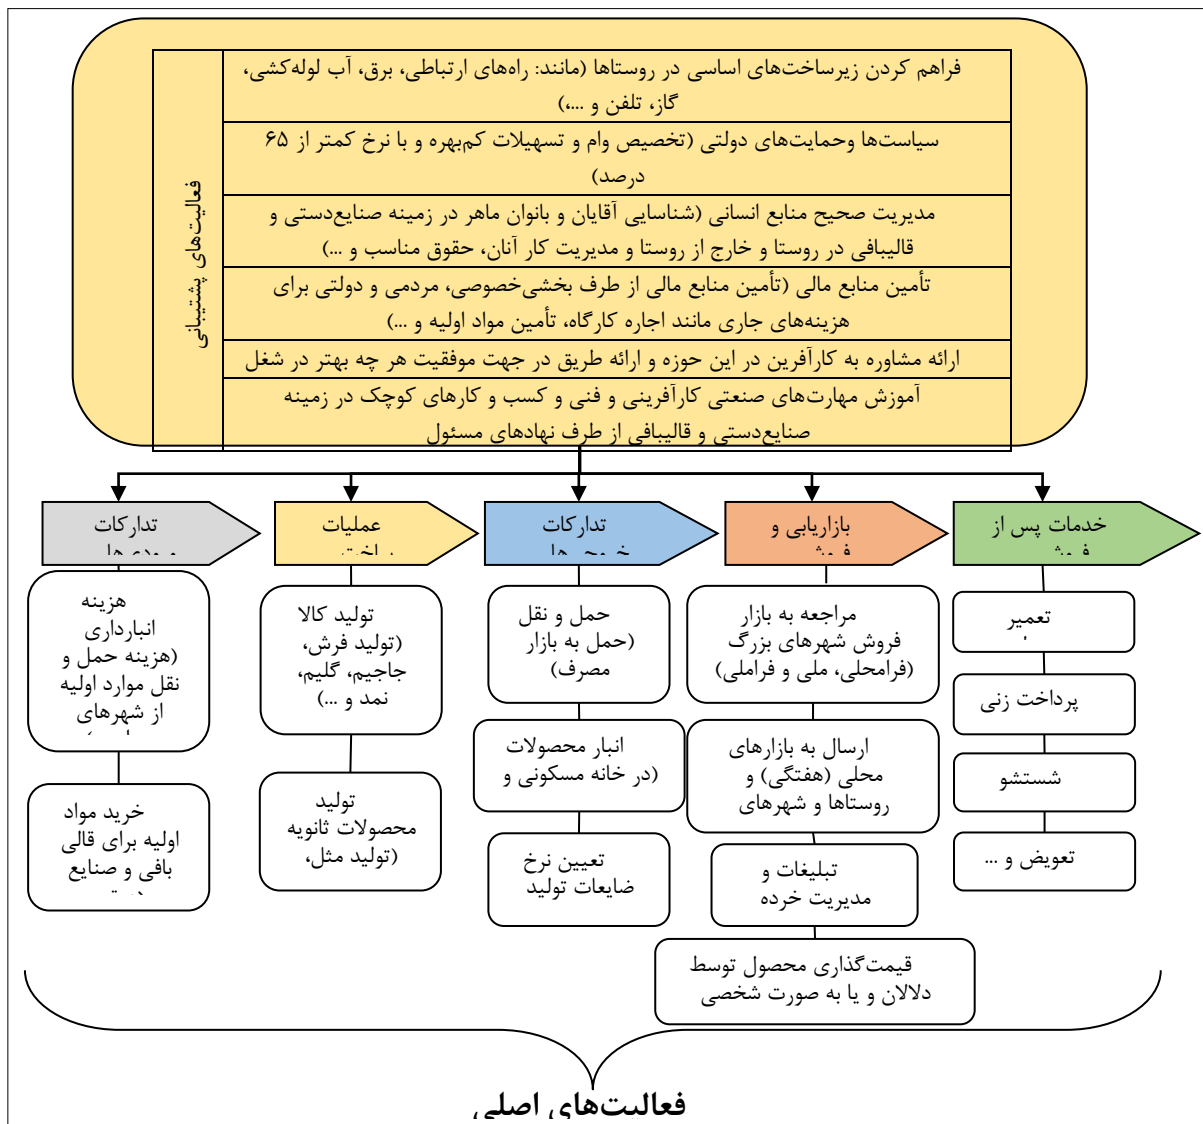 فعالیت‌های پشتیبانی
فراهم کردن زیرساخت‌های اساسی در روستاها (مانند: راه‌های ارتباطی، برق، آب لوله‌کشی،
گاز، تلفن و ...،)
سیاست‌ها وحمایت‌های دولتی (تخصیص وام و تسهیلات کم‌بهره و با نرخ کمتر از ۶۵
درصد)
مدیریت صحیح منابع انسانی (شناسایی آقایان و بانوان ماهر در زمینه صنایع‌دستی و
قالیبافی در روستا و خارج از روستا و مدیریت کار آنان، حقوق مناسب و ...)
تأمین منابع مالی (تأمین منابع مالی از طرف بخشی‌خصوصی، مردمی و دولتی برای
هزینه‌های جاری مانند اجاره کارگاه، تأمین مواد اولیه و ...)
ارائه مشاوره به کارآفرین در این حوزه و ارائه طریق در جهت موفقیت هر چه بهتر در شغل
آموزش مهارت‌های صنعتی کارآفرینی و فنی و کسب و کارهای کوچک در زمینه
صنایع‌دستی و قالیبافی از طرف نهادهای مسئول
خدمات پس از
فروش
تعمیر
پرداخت زنی
شستشو
تعویض و ...
بازاریابی و
فروش
مراجعه به بازار
فروش شهرهای بزرگ
(فرامحلی، ملی و فراملی)
ارسال به بازارهای
محلی (هفتگی) و
روستاها و شهرهای
تبلیغات و
مدیریت خرده
قیمت‌گذاری محصول توسط
دلالان و یا به صورت شخصی
تدارکات
حمل و نقل
(حمل به بازار
مصرف)
انبار محصولات
(در خانه مسکونی و
تعیین نرخ
ضایعات تولید
عملیات
تولید کالا
(تولید فرش،
جاجیم، گلیم،
نمد و ...)
تولید
محصولات ثانویه
(تولید مثل،
تدارکات
هزینه
انبارداری
(هزینه حمل و
نقل موارد اولیه
از شهرهای
خرید مواد
اولیه برای قالی
بافی و صنایع
فعالیت‌های اصلی